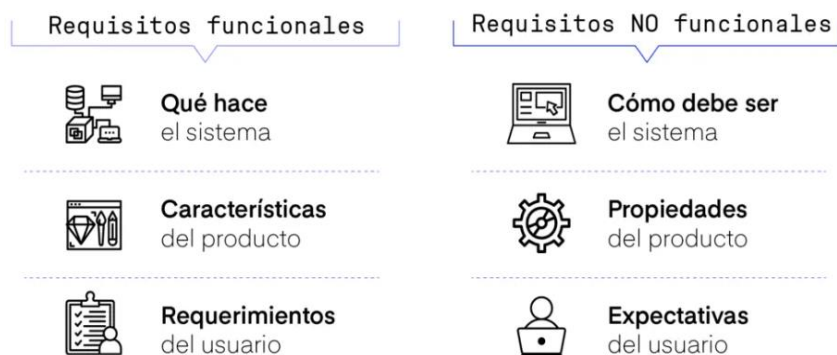 Requisitos funcionales
Qué hace
el sistema
Características
del producto
Requerimientos
del usuario
Requisitos NO funcionales
Cómo debe ser
el sistema
Propiedades
del producto
Expectativas
del usuario